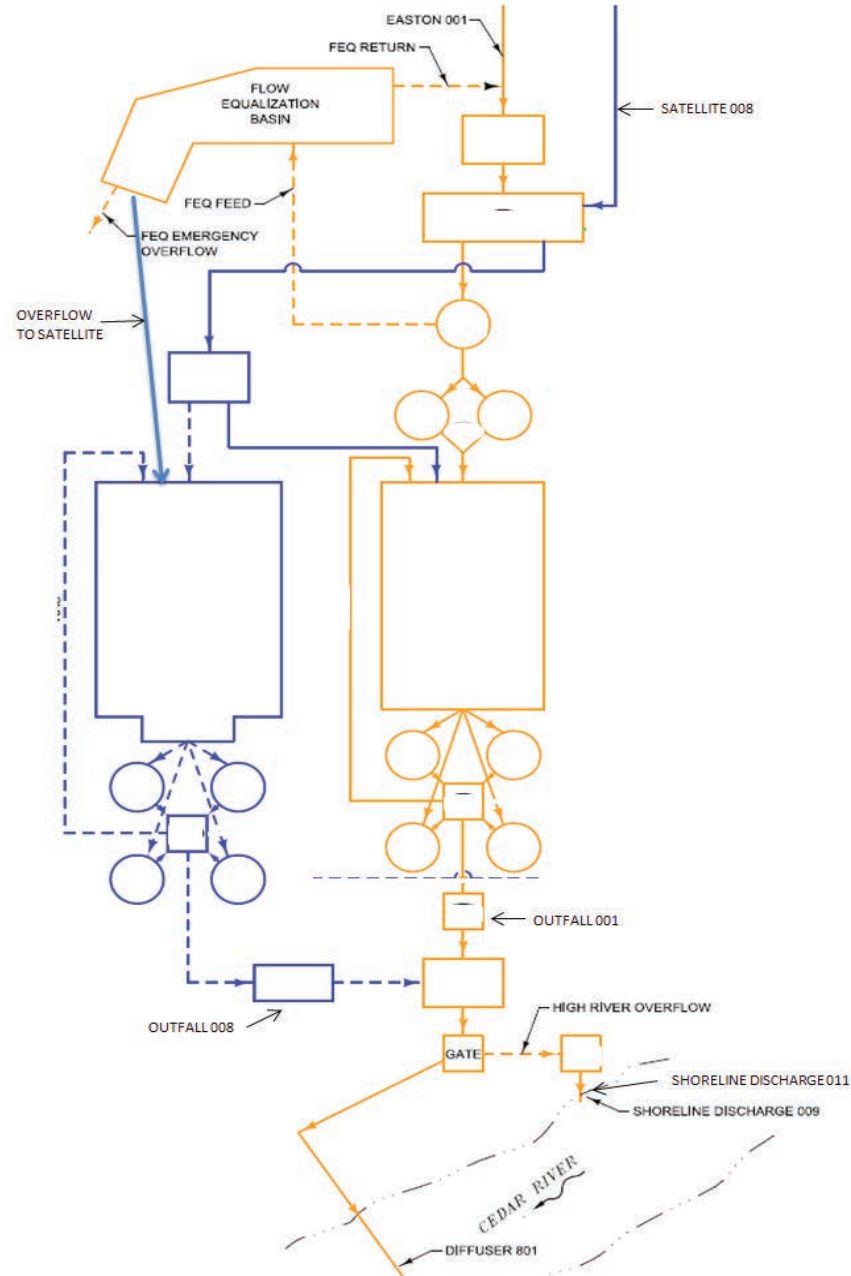 EASTON 001
FEQ RETURN
FLOW
EQUALIZATION
BASIN
SATELLITE 008
FEQ FEED
FEQ EMERGENCY
OVERFLOW
OVERFLOW
TO SATELLITE
OUTFALL 001
OUTFALL 008
HIGH RIVER OVERFLOW
GATE
SHORELINE DISCHARGE 011
SHORELINE DISCHARGE 009
CEDAR RIVER
DIFFUSER 801